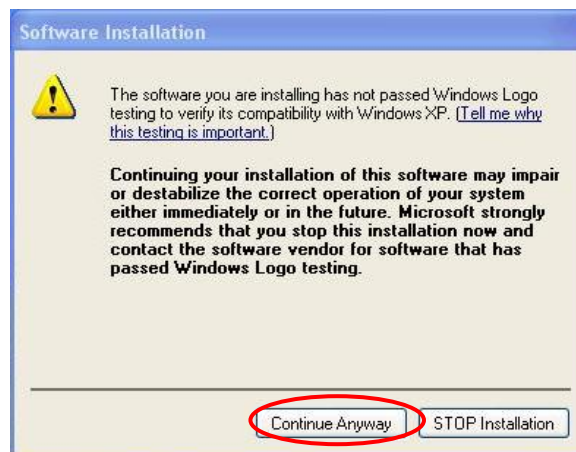 Software Installation
The software you are installing has not passed Windows Logo
testing to verify its compatibility with Windows XP. (Tell me why
this testing is important.)
Continuing your installation of this software may impair
or destabilize the correct operation of your system
either immediately or in the future. Microsoft strongly
recommends that you stop this installation now and
contact the software vendor for software that has
passed Windows Logo testing.
Continue Anyway
STOP Installation